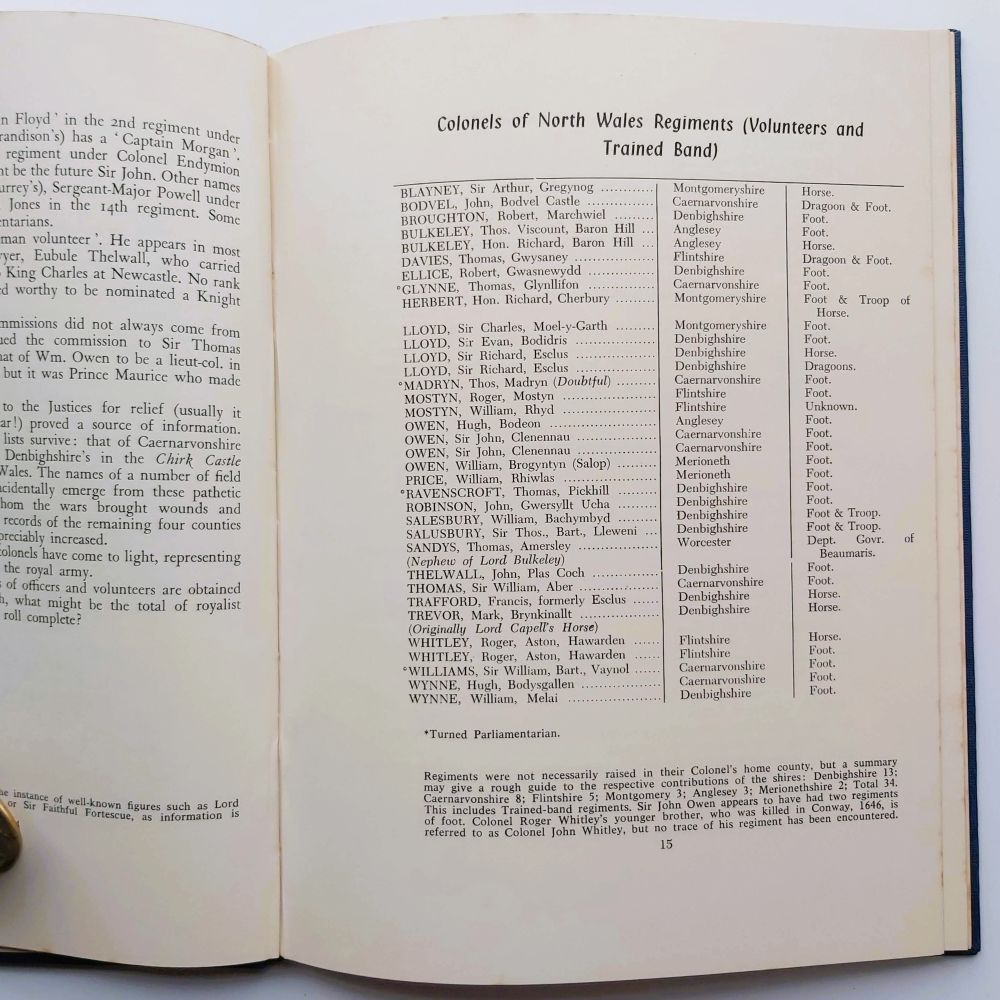 n Floyd' in the 2nd regiment under
randison's) has a 'Captain Morgan'.
regiment under Colonel Endymion
nt be the future Sir John. Other names
urrey's), Sergeant-Major Powell under
Jones in the 14th regiment. Some
entarians.
man volunteer'. He appears in most
yer, Eubule Thelwall, who carried
King Charles at Newcastle. No rank
ed worthy to be nominated a Knight
mmissions did not always come from
ued the commission to Sir Thomas
hat of Wm. Owen to be a lieut-col. in
but it was Prince Maurice who made
to the Justices for relief (usually it
ar!) proved a source of information.
lists survive: that of Caernarvonshire
Denbighshire's in the Chirk Castle
Wales. The names of a number of field
ncidentally emerge from these pathetic
hom the wars brought wounds and
records of the remaining four counties
preciably increased.
colonels have come to light, representing
the royal army.
s of officers and volunteers are obtained
h, what might be the total of royalist
roll complete?
he instance of well-known figures such as Lord
or Sir Faithful Fortescue, as information is
Colonels of North Wales Regiments (Volunteers and
Trained Band)
BLAYNEY, Sir Arthur, Gregynog ............ Montgomeryshire Horse.
BODVEL, John, Bodvel Castle ............... Caernarvonshire Dragoon & Foot.
BROUGHTON, Robert, Marchwiel ......... Denbighshire Foot.
BULKELEY, Thos. Viscount, Baron Hill ... Anglesey Foot.
BULKELEY, Hon. Richard, Baron Hill ... Anglesey Horse.
DAVIES, Thomas, Gwysaney .................. Flintshire Dragoon & Foot.
ELLICE, Robert, Gwasnewydd ............... Denbighshire Foot.
°GLYNNE, Thomas, Glynllifon ............... Caernarvonshire Foot.
HERBERT, Hon. Richard, Cherbury ......... Montgomeryshire Foot & Troop of
Horse.
LLOYD, Sir Charles, Moel-y-Garth ......... Montgomeryshire Foot.
LLOYD, Sir Evan, Bodidris .................. Denbighshire Foot.
LLOYD, Sir Richard, Esclus .................. Denbighshire Horse.
LLOYD, Sir Richard, Esclus .................. Denbighshire Dragoons.
°MADRYN, Thos, Madryn (Doubtful) ......... Caernarvonshire Foot.
MOSTYN, Roger, Mostyn ..................... Flintshire Foot.
MOSTYN, William, Rhyd ..................... Flintshire Unknown.
OWEN, Hugh, Bodeon ........................ Anglesey Foot.
OWEN, Sir John, Clenennau .................. Caernarvonshire Foot.
OWEN, Sir John, Clenennau .................. Caernarvonshire Foot.
OWEN, William, Brogyntyn (Salop) ......... Merioneth Foot.
PRICE, William, Rhiwlas ..................... Merioneth Foot.
°RAVENSCROFT, Thomas, Pickhill ......... Denbighshire Foot.
ROBINSON, John, Gwersyllt Ucha ......... Denbighshire Foot.
SALESBURY, William, Bachymbyd ......... Denbighshire Foot & Troop.
SALUSBURY, Sir Thos., Bart., Lleweni ... Denbighshire Foot & Troop.
SANDYS, Thomas, Amersley .................. Worcester Dept. Govr. of
(Nephew of Lord Bulkeley) Beaumaris.
THELWALL, John, Plas Coch ............... Denbighshire Foot.
THOMAS, Sir William, Aber .................. Caernarvonshire Foot.
TRAFFORD, Francis, formerly Esclus ...... Denbighshire Horse.
TREVOR, Mark, Brynkinallt .................. Denbighshire Horse.
(Originally Lord Capell's Horse)
WHITLEY, Roger, Aston, Hawarden ...... Flintshire Horse.
WHITLEY, Roger, Aston, Hawarden ...... Flintshire Foot.
°WILLIAMS, Sir William, Bart., Vaynol ...... Caernarvonshire Foot.
WYNNE, Hugh, Bodysgallen .................. Caernarvonshire Foot.
WYNNE, William, Melai ..................... Denbighshire Foot.
*Turned Parliamentarian.
Regiments were not necessarily raised in their Colonel's home county, but a summary
may give a rough guide to the respective contributions of the shires: Denbighshire 13;
Caernarvonshire 8; Flintshire 5; Montgomery 3; Anglesey 3; Merionethshire 2; Total 34.
This includes Trained-band regiments. Sir John Owen appears to have had two regiments
of foot. Colonel Roger Whitley's younger brother, who was killed in Conway, 1646, is
referred to as Colonel John Whitley, but no trace of his regiment has been encountered.
15